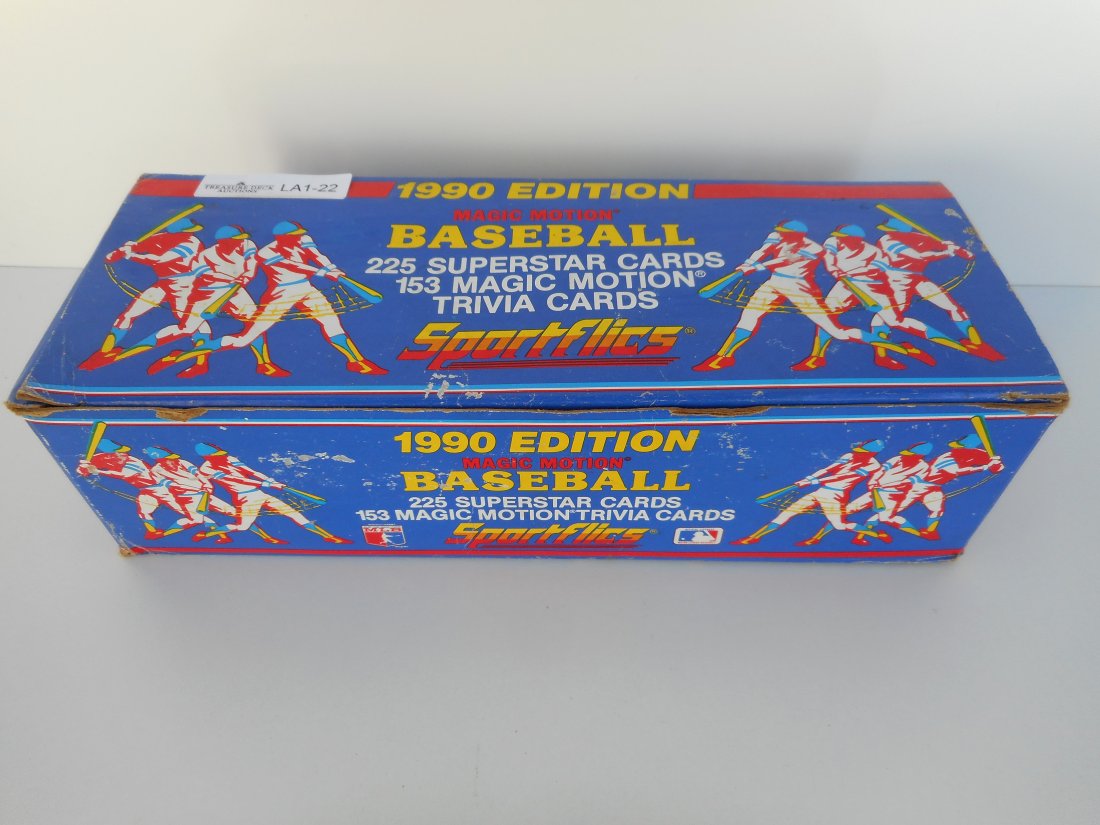 TREASURE DECK
AUCTIONS
LA1-22
1990 EDITION
MAGIC MOTION®
BASEBALL
225 SUPERSTAR CARDS
153 MAGIC MOTION®
TRIVIA CARDS
Sportflics®
1990 EDITION
MAGIC MOTION®
BASEBALL
225 SUPERSTAR CARDS
153 MAGIC MOTION® TRIVIA CARDS
Sportflics®